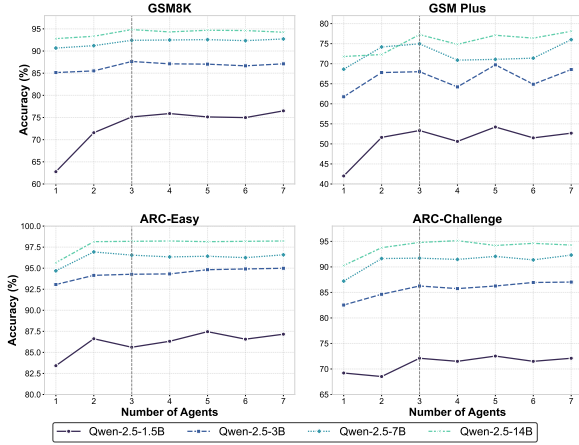 GSM8K
GSM Plus
Accuracy (%)
95
90
85
80
75
70
65
60
1 2 3 4 5 6 7
80
75
70
65
60
55
50
45
40
1 2 3 4 5 6 7
ARC-Easy
ARC-Challenge
Accuracy (%)
100.0
97.5
95.0
92.5
90.0
87.5
85.0
82.5
80.0
1 2 3 4 5 6 7
Number of Agents
95
90
85
80
75
70
65
1 2 3 4 5 6 7
Number of Agents
Qwen-2.5-1.5B Qwen-2.5-3B Qwen-2.5-7B Qwen-2.5-14B